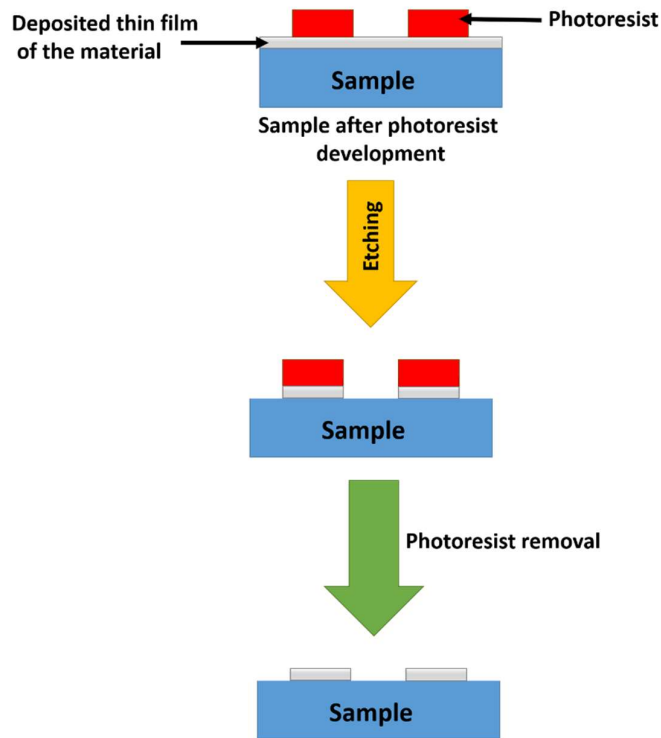 Deposited thin film
of the material
Photoresist
Sample
Sample after photoresist
development
Etching
Sample
Photoresist removal
Sample